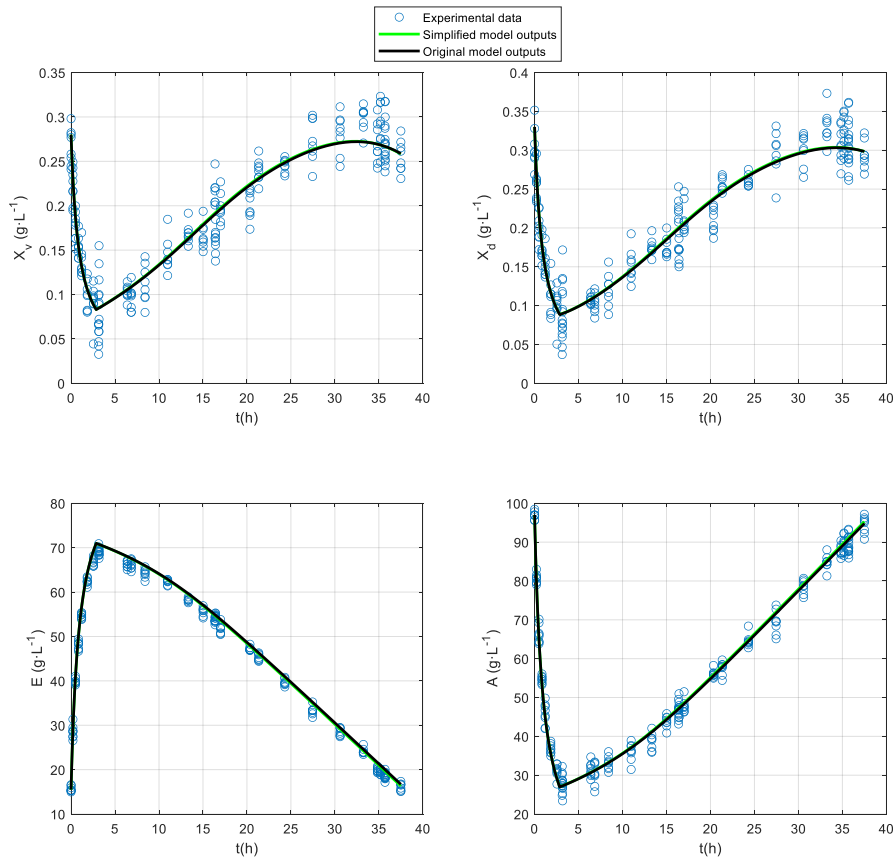 Experimental data
Simplified model outputs
Original model outputs
0.35
0.3
0.25
0.2
0.15
0.1
0.05
0
X_v (g·L^-1)
0 5 10 15 20 25 30 35 40
t(h)
0.4
0.35
0.3
0.25
0.2
0.15
0.1
0.05
0
X_d (g·L^-1)
0 5 10 15 20 25 30 35 40
t(h)
80
70
60
50
40
30
20
10
E (g·L^-1)
0 5 10 15 20 25 30 35 40
t(h)
100
90
80
70
60
50
40
30
20
A (g·L^-1)
0 5 10 15 20 25 30 35 40
t(h)